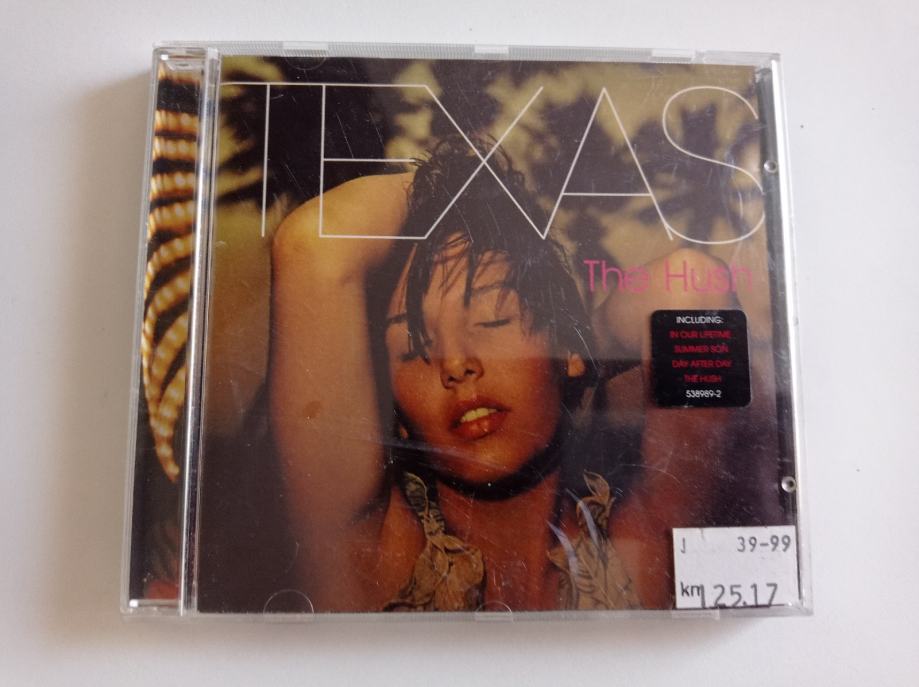 TEXAS
The Hush
INCLUDING:
IN OUR LIFETIME
SUMMER SON
DAY AFTER DAY
THE HUSH
538989-2
J 39-99
kn 125.17